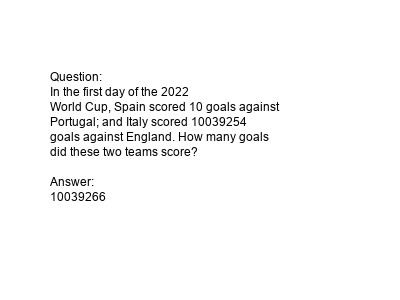 Question:
In the first day of the 2022
World Cup, Spain scored 10 goals against
Portugal; and Italy scored 10039254
goals against England. How many goals
did these two teams score?

Answer:
10039266